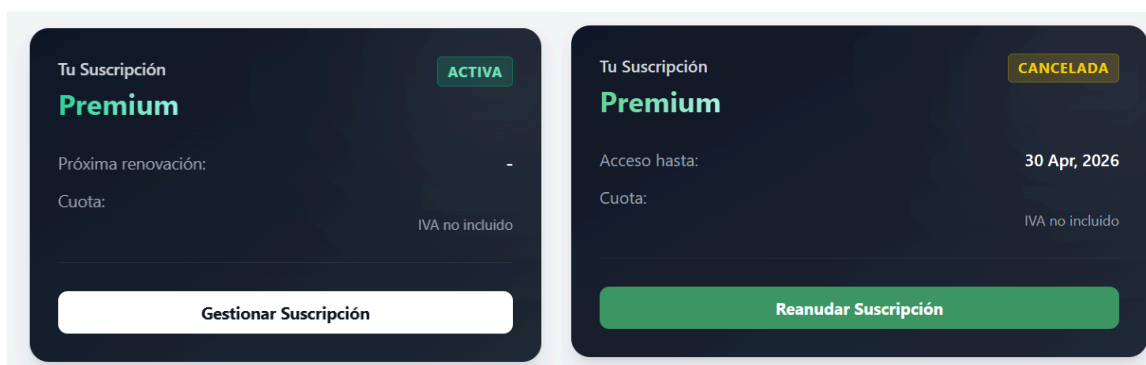 Tu Suscripción
ACTIVA
Premium
Próxima renovación: -
Cuota:
IVA no incluido
Gestionar Suscripción
Tu Suscripción
CANCELADA
Premium
Acceso hasta: 30 Apr, 2026
Cuota:
IVA no incluido
Reanudar Suscripción